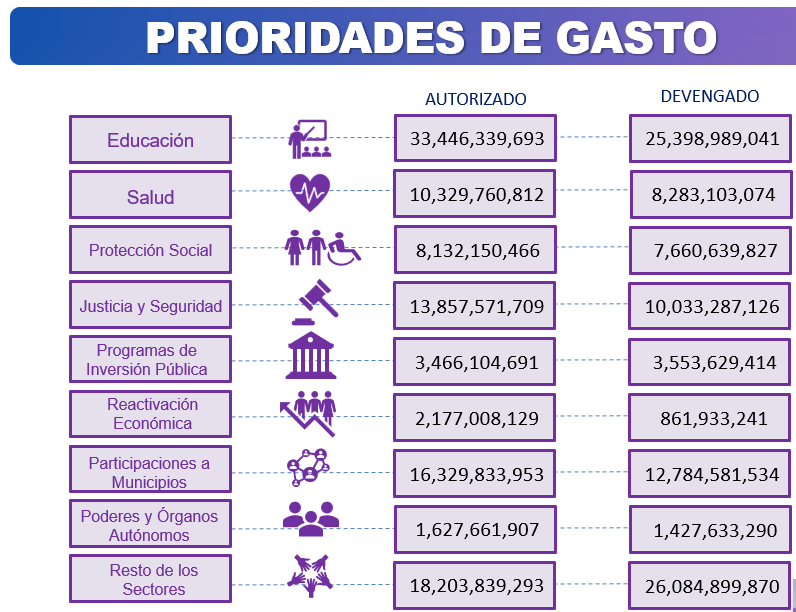 PRIORIDADES DE GASTO
AUTORIZADO DEVENGADO
Educación 33,446,339,693 25,398,989,041
Salud 10,329,760,812 8,283,103,074
Protección Social 8,132,150,466 7,660,639,827
Justicia y Seguridad 13,857,571,709 10,033,287,126
Programas de
Inversión Pública 3,466,104,691 3,553,629,414
Reactivación
Económica 2,177,008,129 861,933,241
Participaciones a
Municipios 16,329,833,953 12,784,581,534
Poderes y Órganos
Autónomos 1,627,661,907 1,427,633,290
Resto de los
Sectores 18,203,839,293 26,084,899,870